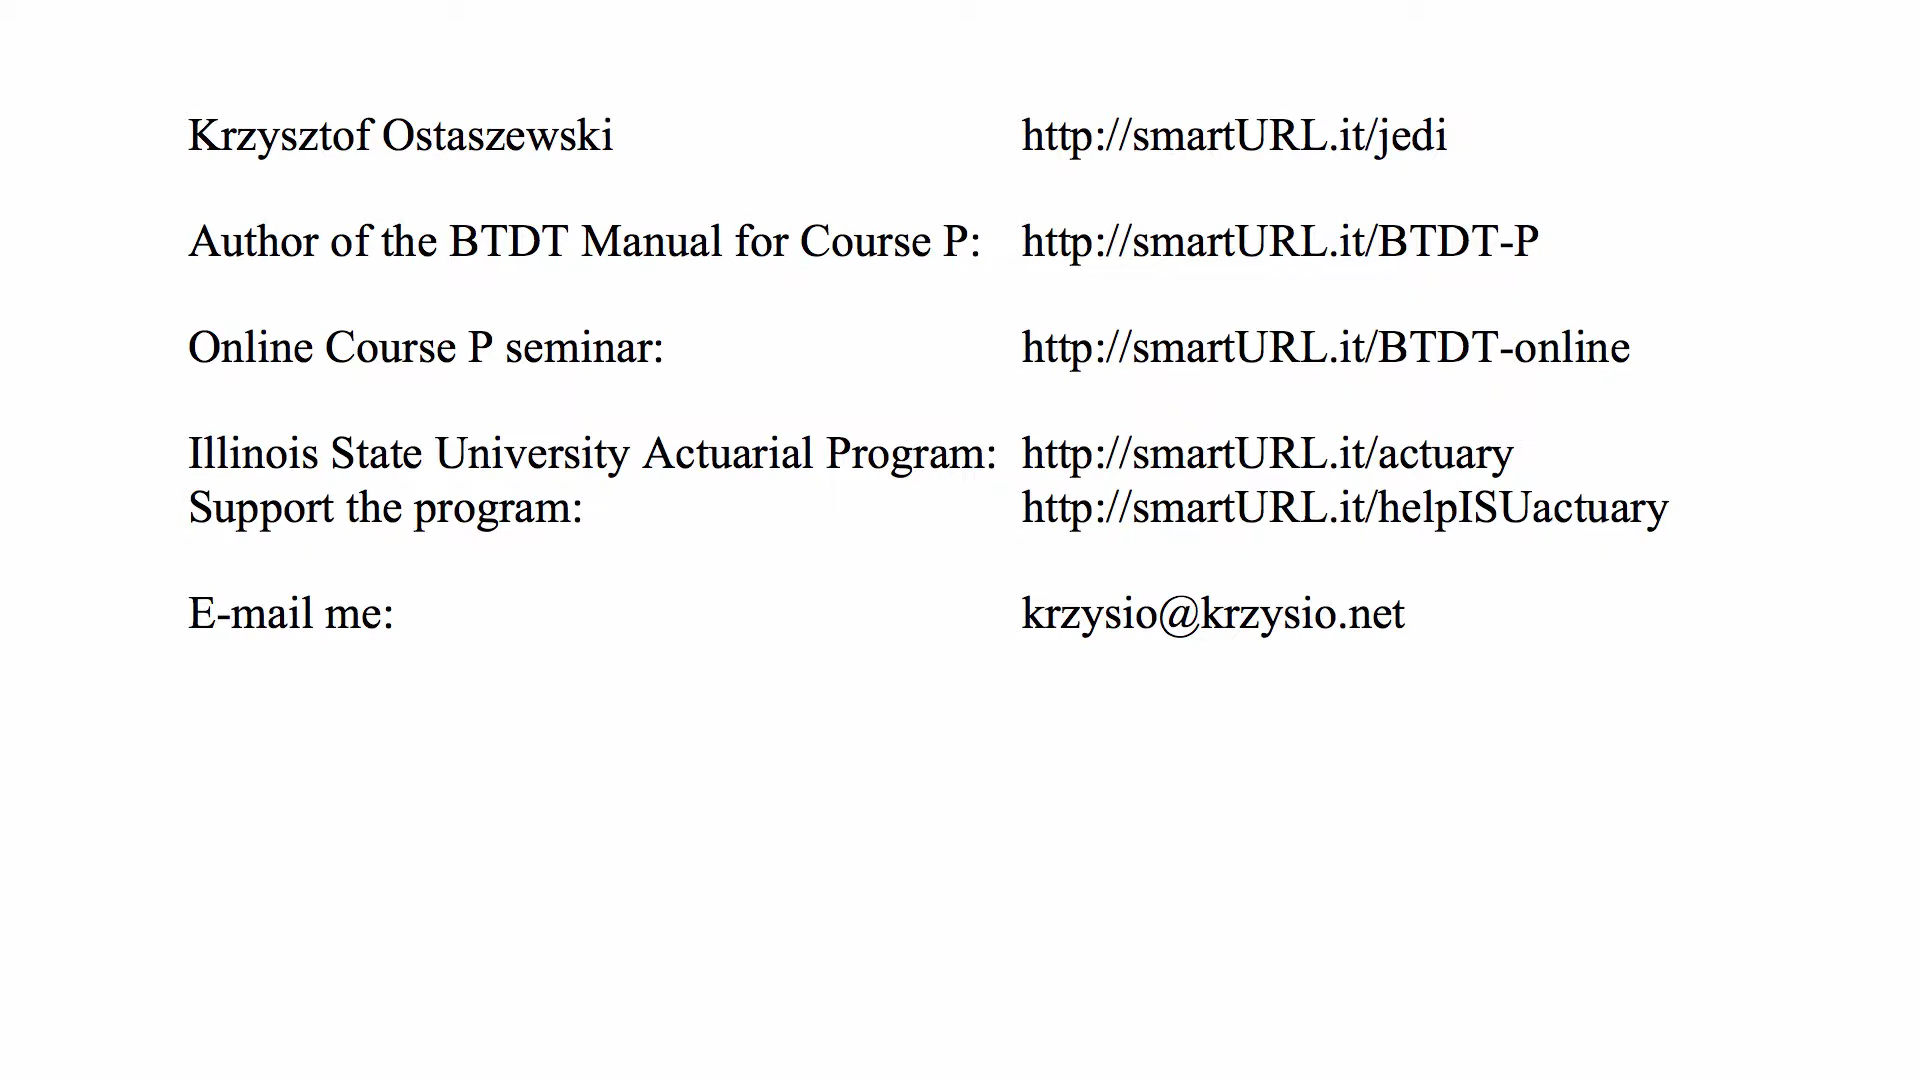 Krzysztof Ostaszewski http://smartURL.it/jedi
Author of the BTDT Manual for Course P: http://smartURL.it/BTDT-P
Online Course P seminar: http://smartURL.it/BTDT-online
Illinois State University Actuarial Program: http://smartURL.it/actuary
Support the program: http://smartURL.it/helpISUactuary
E-mail me: krzysio@krzysio.net